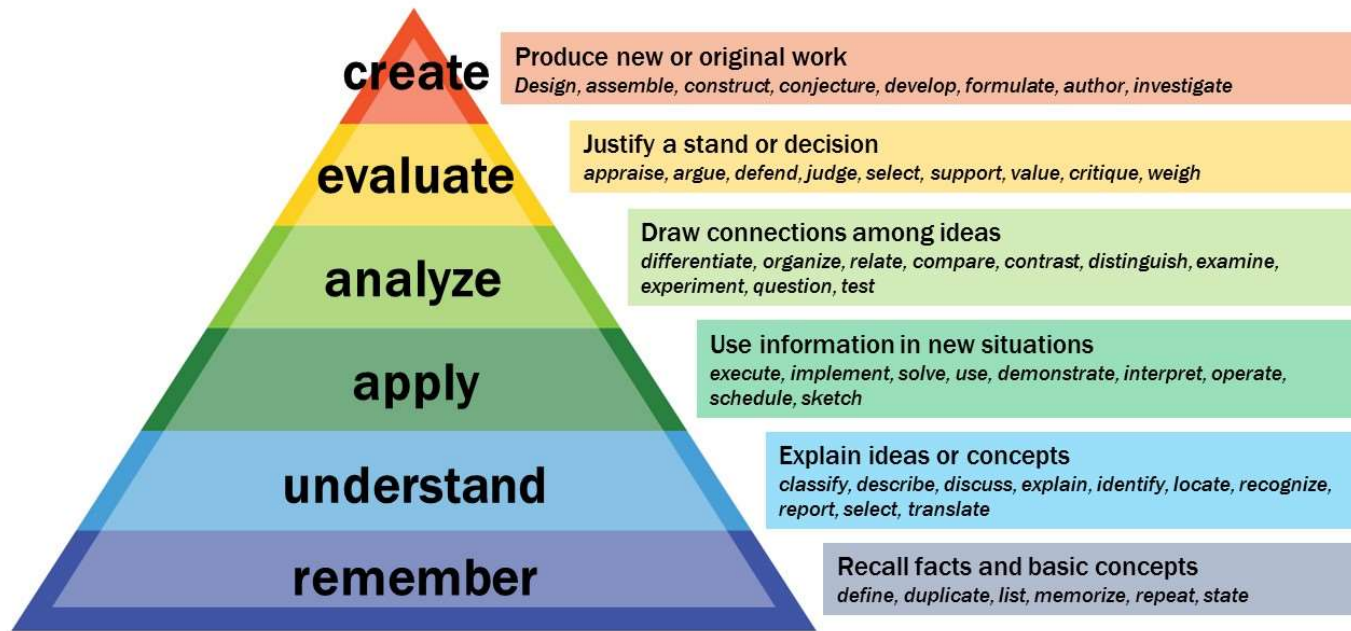 create
Produce new or original work
Design, assemble, construct, conjecture, develop, formulate, author, investigate
evaluate
Justify a stand or decision
appraise, argue, defend, judge, select, support, value, critique, weigh
analyze
Draw connections among ideas
differentiate, organize, relate, compare, contrast, distinguish, examine,
experiment, question, test
apply
Use information in new situations
execute, implement, solve, use, demonstrate, interpret, operate,
schedule, sketch
understand
Explain ideas or concepts
classify, describe, discuss, explain, identify, locate, recognize,
report, select, translate
remember
Recall facts and basic concepts
define, duplicate, list, memorize, repeat, state